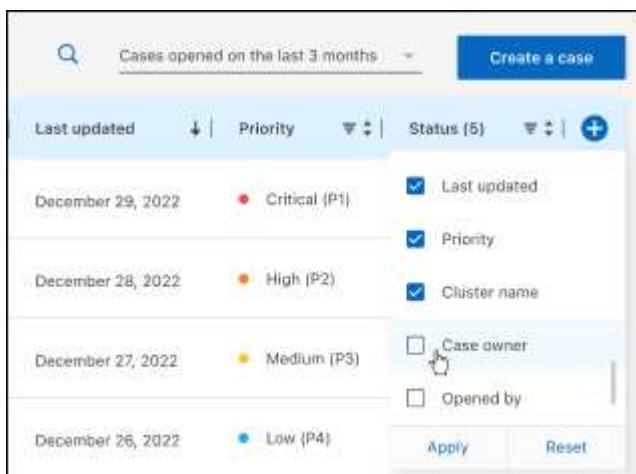 Cases opened on the last 3 months
Create a case
Last updated
Priority
Status (5)
December 29, 2022
Critical (P1)
December 28, 2022
High (P2)
December 27, 2022
Medium (P3)
December 26, 2022
Low (P4)
Last updated
Priority
Cluster name
Case owner
Opened by
Apply
Reset